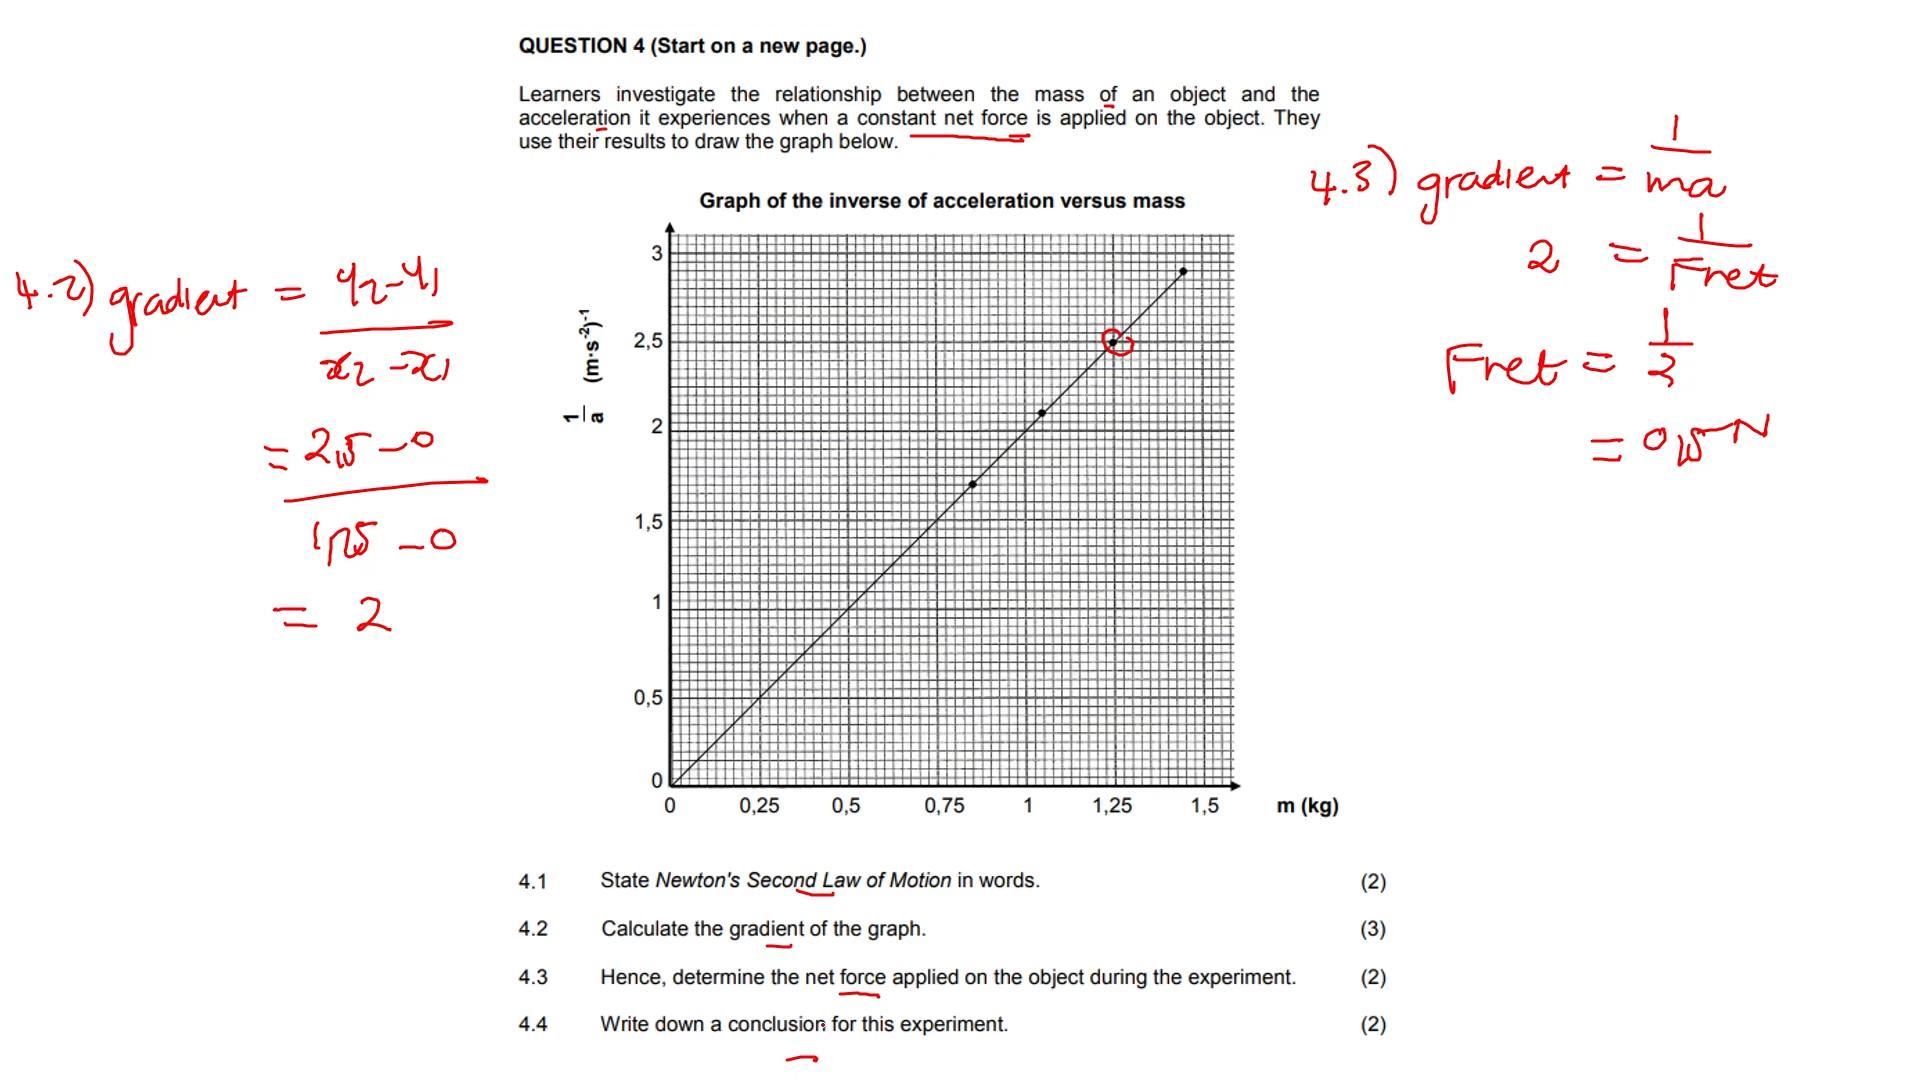 QUESTION 4 (Start on a new page.)
Learners investigate the relationship between the mass of an object and the
acceleration it experiences when a constant net force is applied on the object. They
use their results to draw the graph below.
Graph of the inverse of acceleration versus mass
3
2,5
2
1,5
1
0,5
0
1/a (m·s⁻²)⁻¹
0 0,25 0,5 0,75 1 1,25 1,5 m (kg)
4.1 State Newton's Second Law of Motion in words. (2)
4.2 Calculate the gradient of the graph. (3)
4.3 Hence, determine the net force applied on the object during the experiment. (2)
4.4 Write down a conclusion for this experiment. (2)
4.2) gradient = y2-y1
x2-x1
= 2,5 - 0
1,25 - 0
= 2
4.3) gradient = 1
ma
2 = 1
Fnet
Fnet = 1
2
= 0,5 N